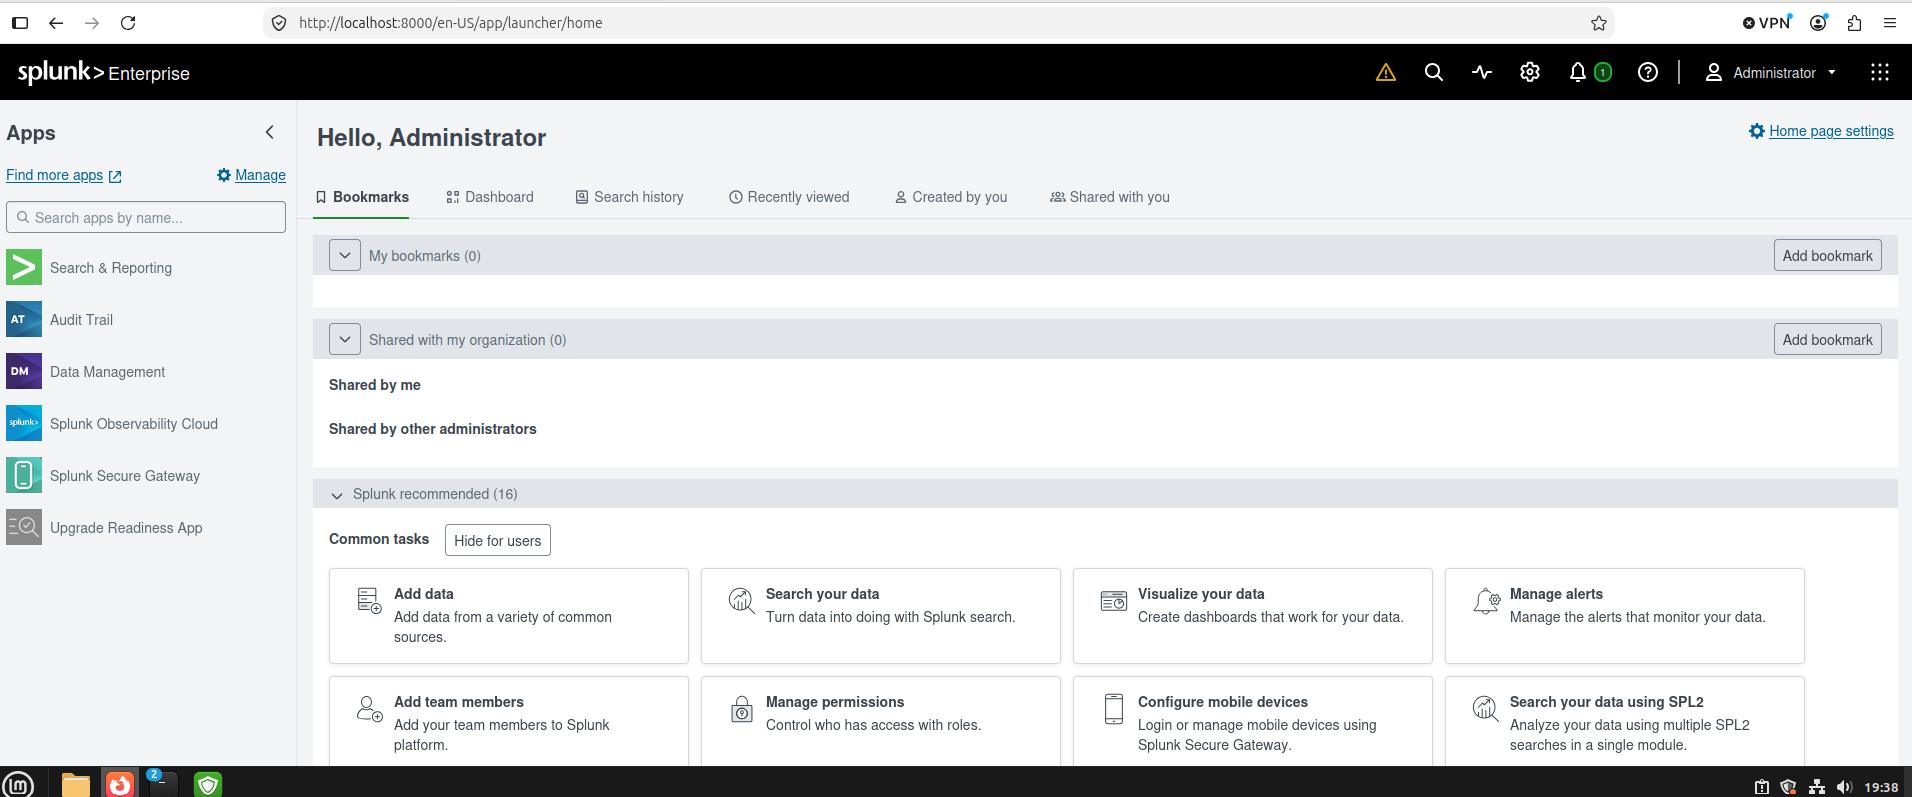 http://localhost:8000/en-US/app/launcher/home
VPN
splunk> Enterprise
1
Administrator
Apps
Find more apps
Manage
Search apps by name...
Search & Reporting
AT
Audit Trail
DM
Data Management
splunk>
Splunk Observability Cloud
Splunk Secure Gateway
Upgrade Readiness App
Hello, Administrator
Home page settings
Bookmarks
Dashboard
Search history
Recently viewed
Created by you
Shared with you
My bookmarks (0)
Add bookmark
Shared with my organization (0)
Add bookmark
Shared by me
Shared by other administrators
Splunk recommended (16)
Common tasks
Hide for users
Add data
Add data from a variety of common
sources.
Search your data
Turn data into doing with Splunk search.
Visualize your data
Create dashboards that work for your data.
Manage alerts
Manage the alerts that monitor your data.
Add team members
Add your team members to Splunk
platform.
Manage permissions
Control who has access with roles.
Configure mobile devices
Login or manage mobile devices using
Splunk Secure Gateway.
Search your data using SPL2
Analyze your data using multiple SPL2
searches in a single module.
2
19:38